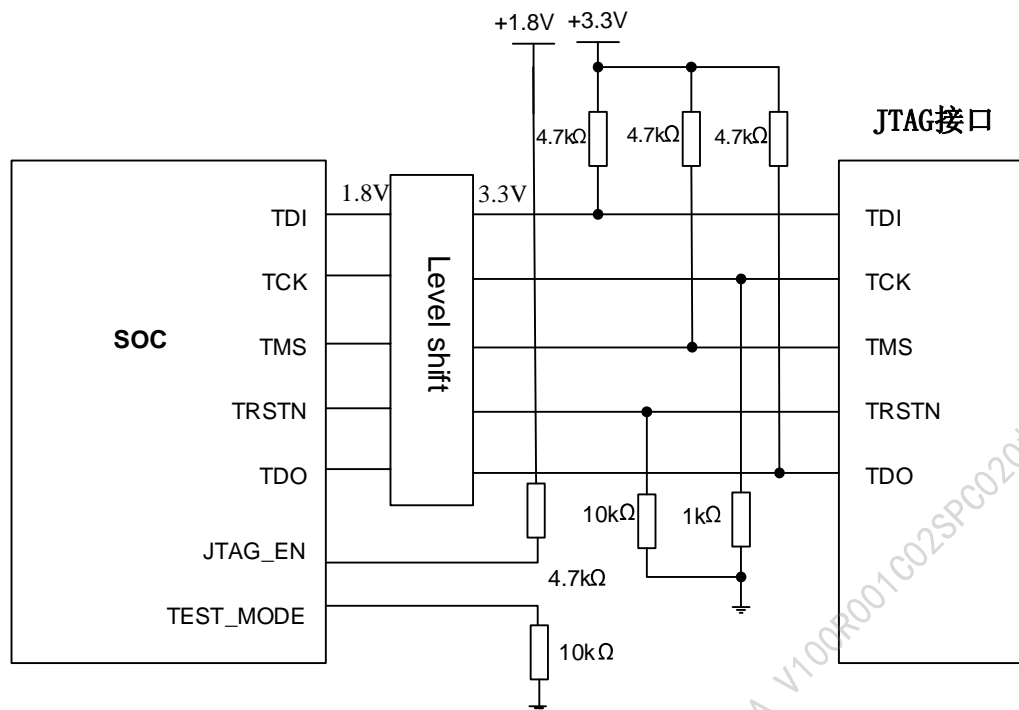 +1.8V
+3.3V
4.7kΩ
4.7kΩ
4.7kΩ
JTAG接口
1.8V
3.3V
TDI
TCK
TMS
TRSTN
TDO
JTAG_EN
TEST_MODE
SOC
Level shift
TDI
TCK
TMS
TRSTN
TDO
10kΩ
1kΩ
4.7kΩ
10kΩ